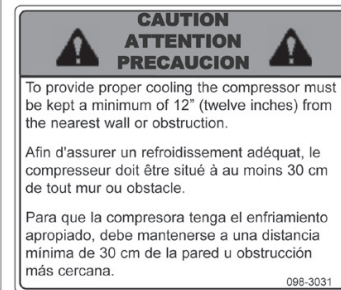 CAUTION
ATTENTION
PRECAUCION
To provide proper cooling the compressor must
be kept a minimum of 12” (twelve inches) from
the nearest wall or obstruction.
Afin d'assurer un refroidissement adéquat, le
compresseur doit être situé à au moins 30 cm
de tout mur ou obstacle.
Para que la compresora tenga el enfriamiento
apropiado, debe mantenerse a una distancia
mínima de 30 cm de la pared u obstrucción
más cercana.
098-3031